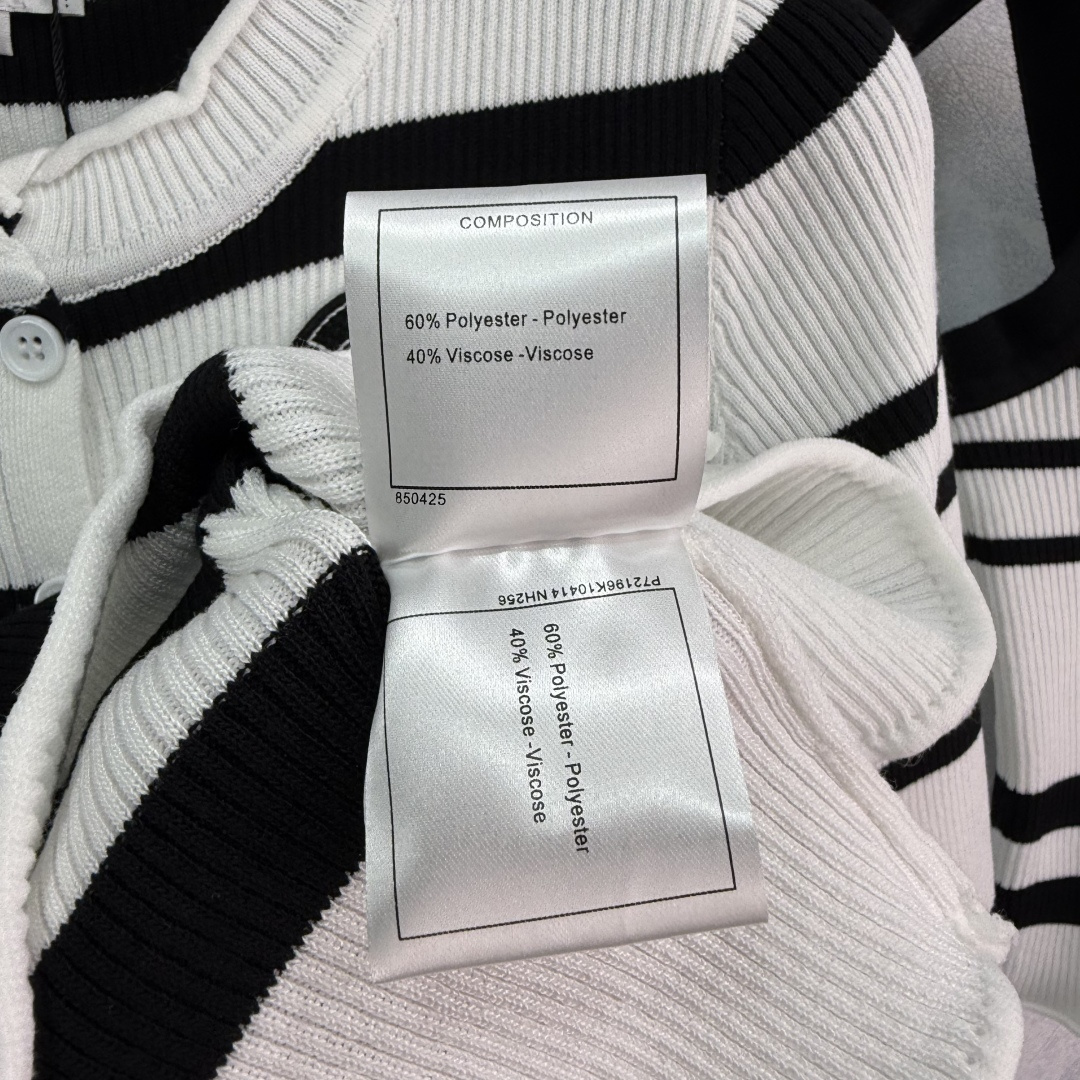 COMPOSITION
60% Polyester - Polyester
40% Viscose -Viscose
850425
P72196K10414 NH256
60% Polyester - Polyester
40% Viscose -Viscose